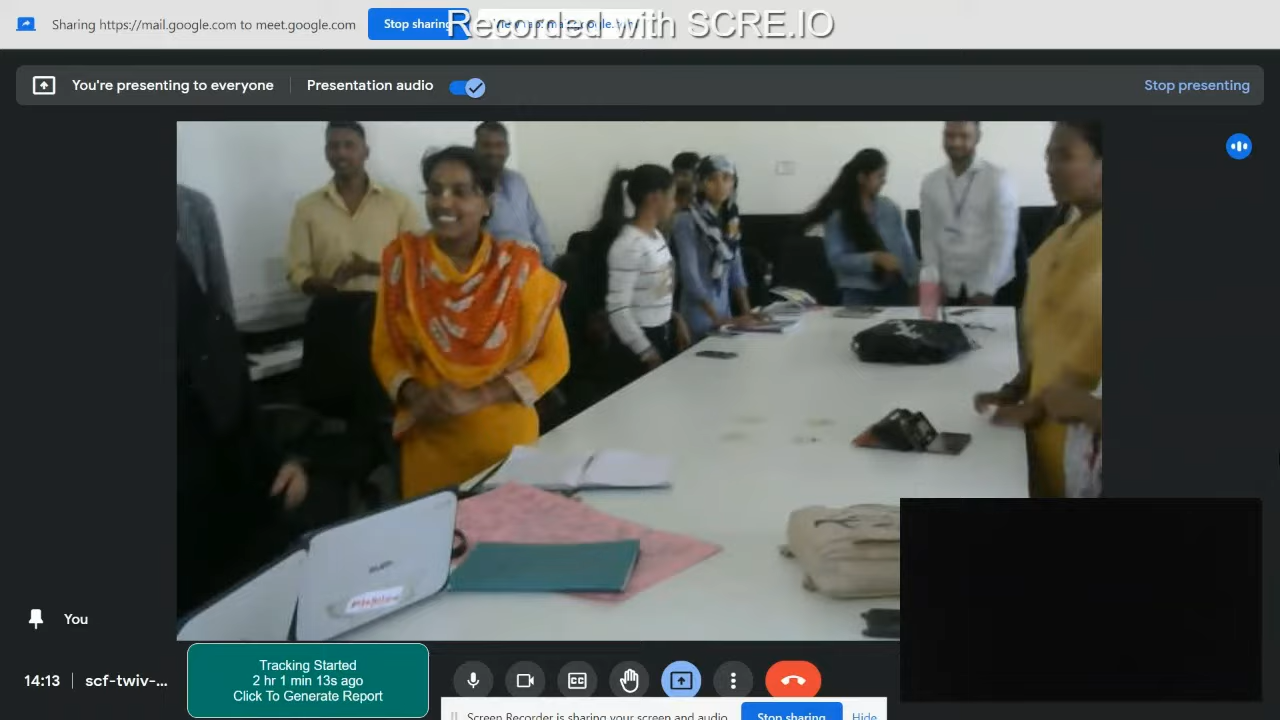 Sharing https://mail.google.com to meet.google.com
Stop sharing
Recorded with SCRE.IO
You're presenting to everyone
Presentation audio
Stop presenting
You
14:13
scf-twiv-...
Tracking Started
2 hr 1 min 13s ago
Click To Generate Report
CC
Screen Recorder is sharing your screen and audio.
Stop sharing
Hide